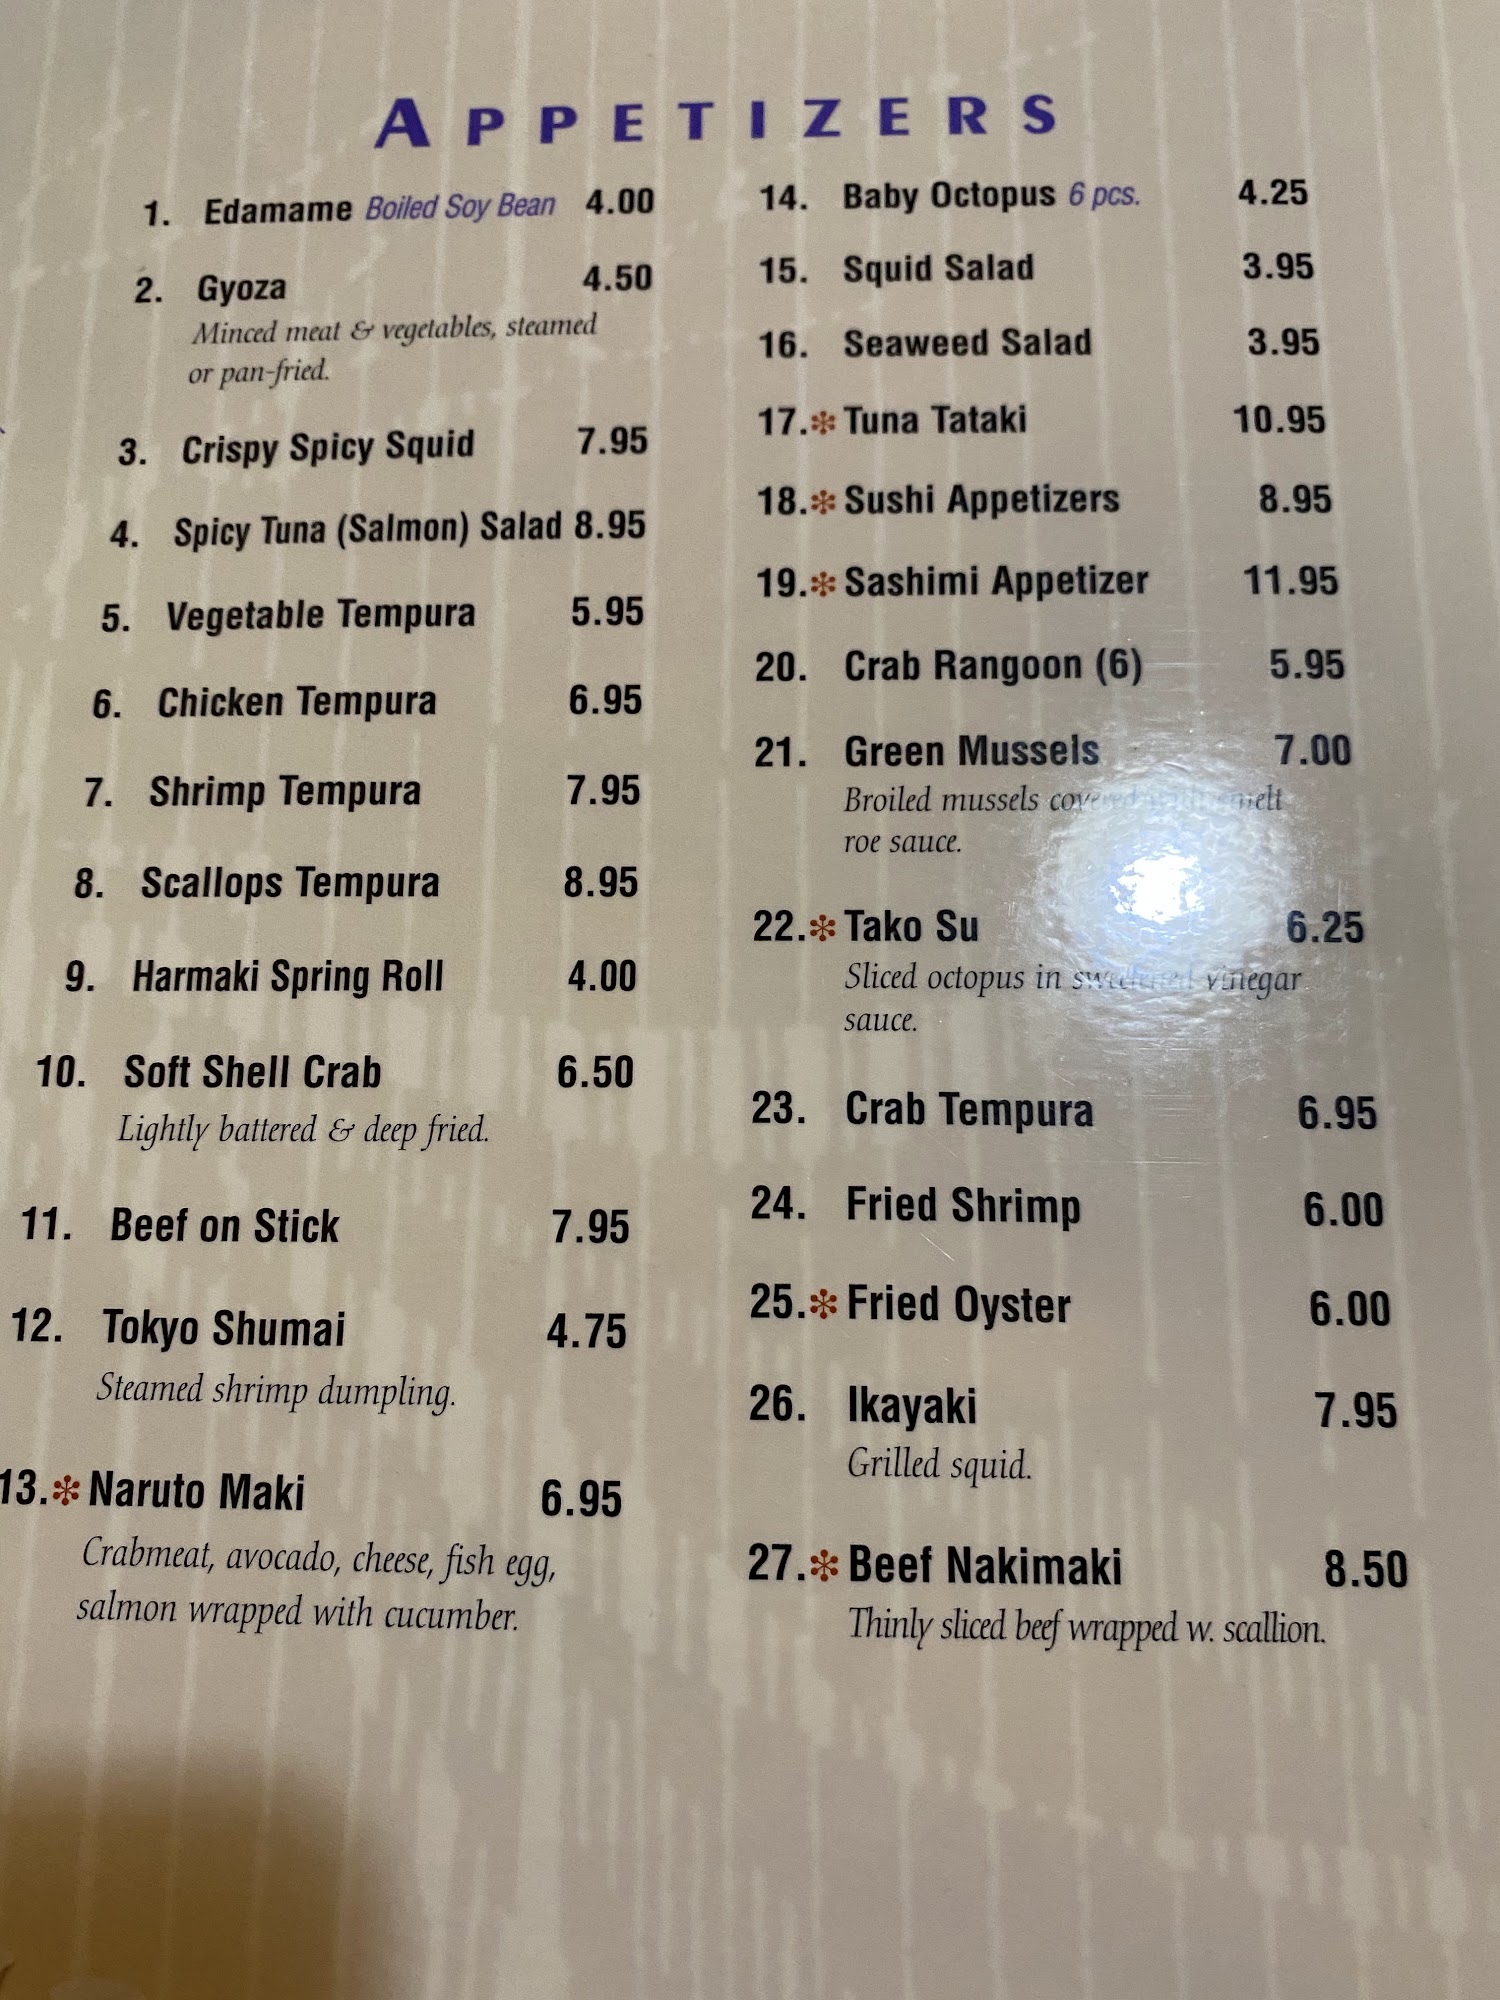 APPETIZERS
1. Edamame Boiled Soy Bean 4.00
2. Gyoza 4.50
Minced meat & vegetables, steamed
or pan-fried.
3. Crispy Spicy Squid 7.95
4. Spicy Tuna (Salmon) Salad 8.95
5. Vegetable Tempura 5.95
6. Chicken Tempura 6.95
7. Shrimp Tempura 7.95
8. Scallops Tempura 8.95
9. Harmaki Spring Roll 4.00
10. Soft Shell Crab 6.50
Lightly battered & deep fried.
11. Beef on Stick 7.95
12. Tokyo Shumai 4.75
Steamed shrimp dumpling.
13.* Naruto Maki 6.95
Crabmeat, avocado, cheese, fish egg,
salmon wrapped with cucumber.
14. Baby Octopus 6 pcs. 4.25
15. Squid Salad 3.95
16. Seaweed Salad 3.95
17.* Tuna Tataki 10.95
18.* Sushi Appetizers 8.95
19.* Sashimi Appetizer 11.95
20. Crab Rangoon (6) 5.95
21. Green Mussels 7.00
Broiled mussels covered with smelt
roe sauce.
22.* Tako Su 6.25
Sliced octopus in sweetened vinegar
sauce.
23. Crab Tempura 6.95
24. Fried Shrimp 6.00
25.* Fried Oyster 6.00
26. Ikayaki 7.95
Grilled squid.
27.* Beef Nakimaki 8.50
Thinly sliced beef wrapped w. scallion.